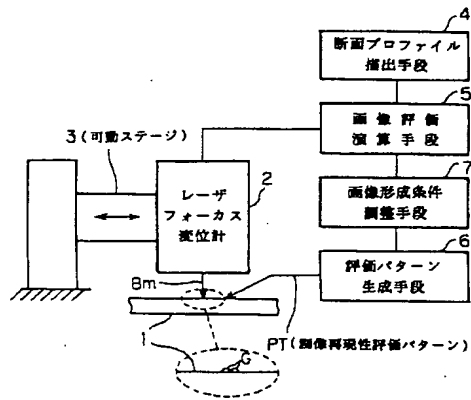 4
断面プロファイル
描出手段
5
画像評価
演算手段
7
画像形成条件
調整手段
6
評価パターン
生成手段
3(可動ステージ)
レーザ
フォーカス
変位計
2
Bm
PT(画像再現性評価パターン)
1
G